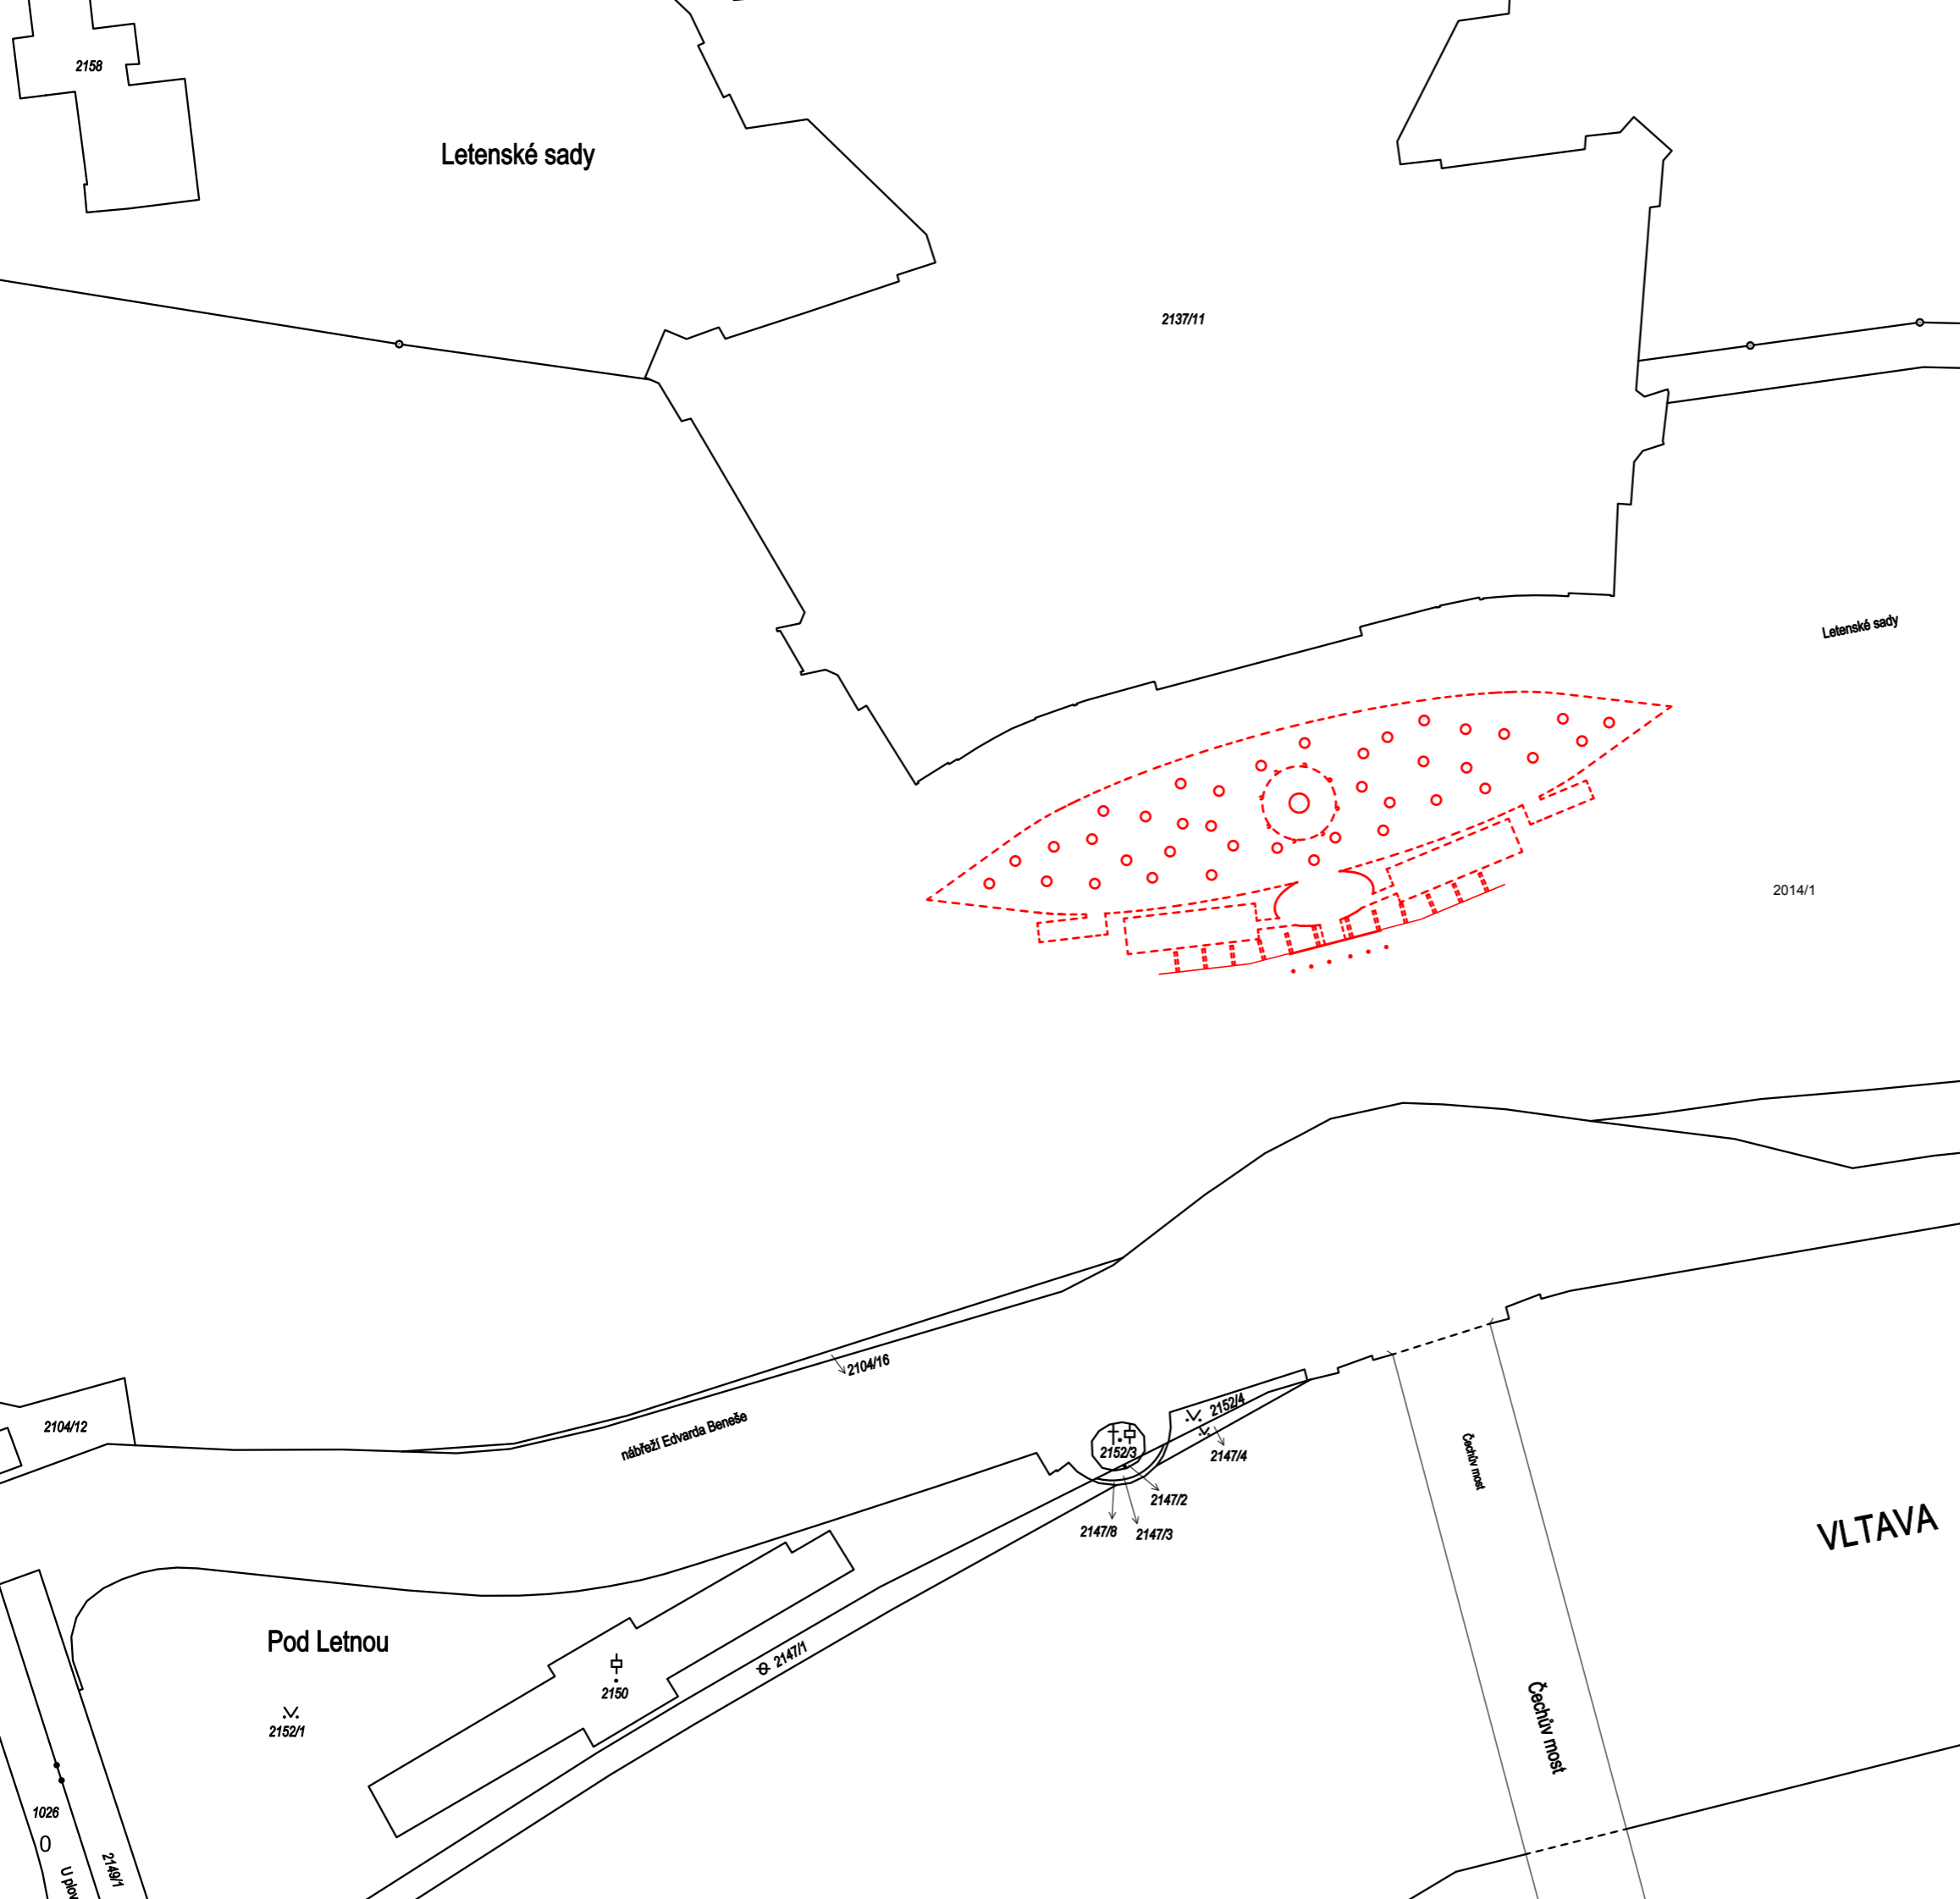 2158
Letenské sady
2137/11
Letenské sady
2014/1
2104/16
2104/12
nábřeží Edvarda Beneše
2152/4
2152/3
2147/4
2147/2
2147/8
2147/3
Čechův most
VLTAVA
Pod Letnou
2147/1
2150
2152/1
Čechův most
1026
0
2149/1
U plov